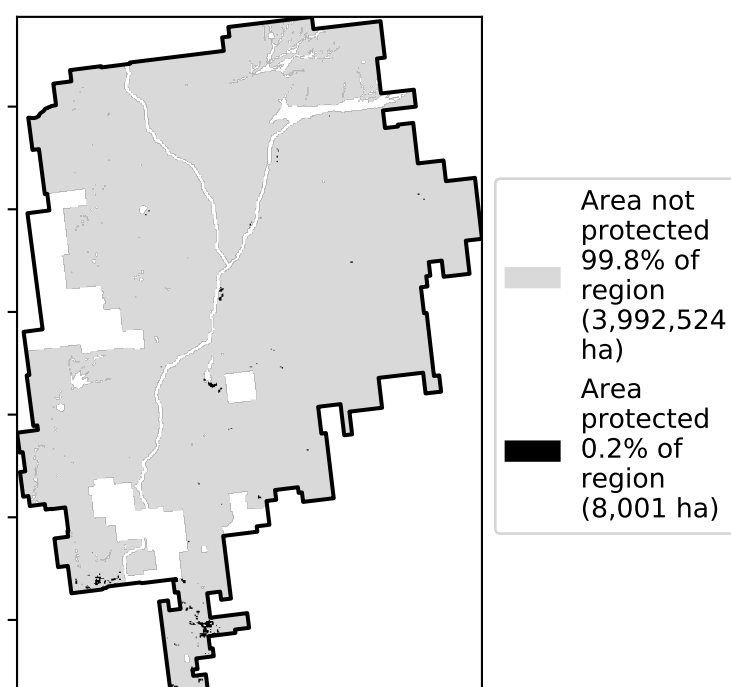 Area not
protected
99.8% of
region
(3,992,524
ha)
Area
protected
0.2% of
region
(8,001 ha)